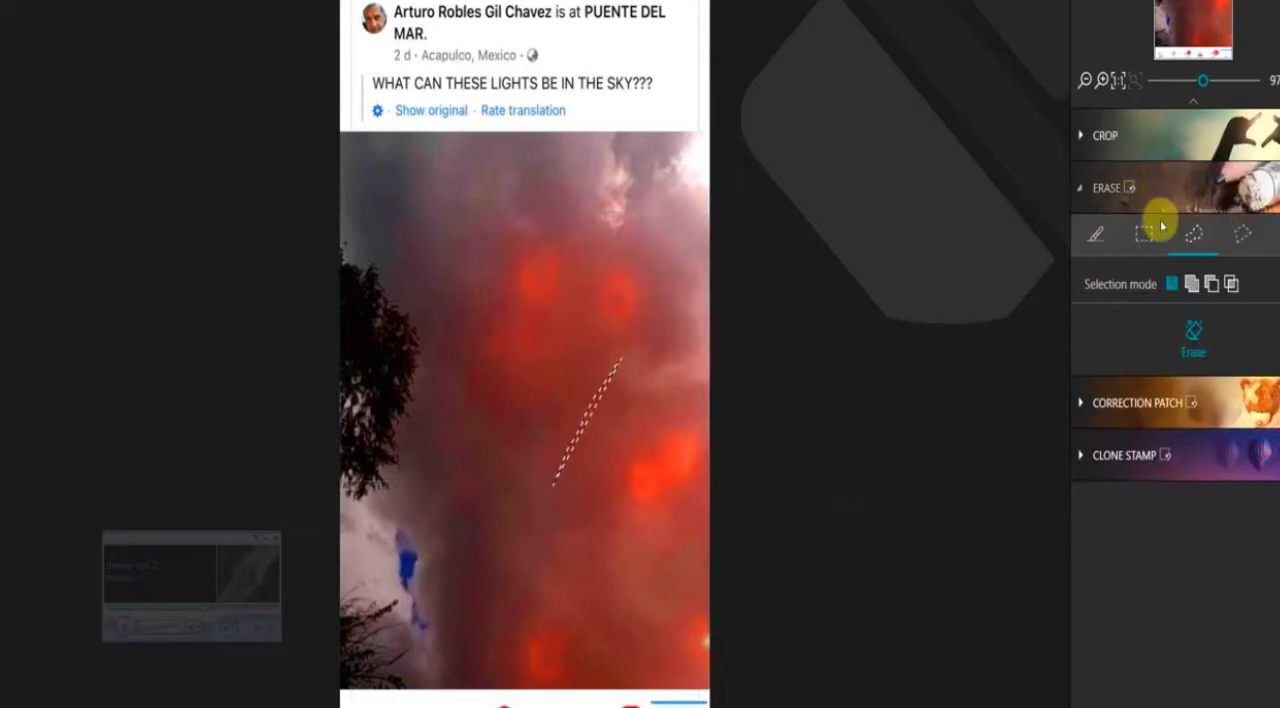 Arturo Robles Gil Chavez is at PUENTE DEL
MAR.
2 d · Acapulco, Mexico ·
WHAT CAN THESE LIGHTS BE IN THE SKY???
· Show original · Rate translation
97
CROP
ERASE
Selection mode
Erase
CORRECTION PATCH
CLONE STAMP